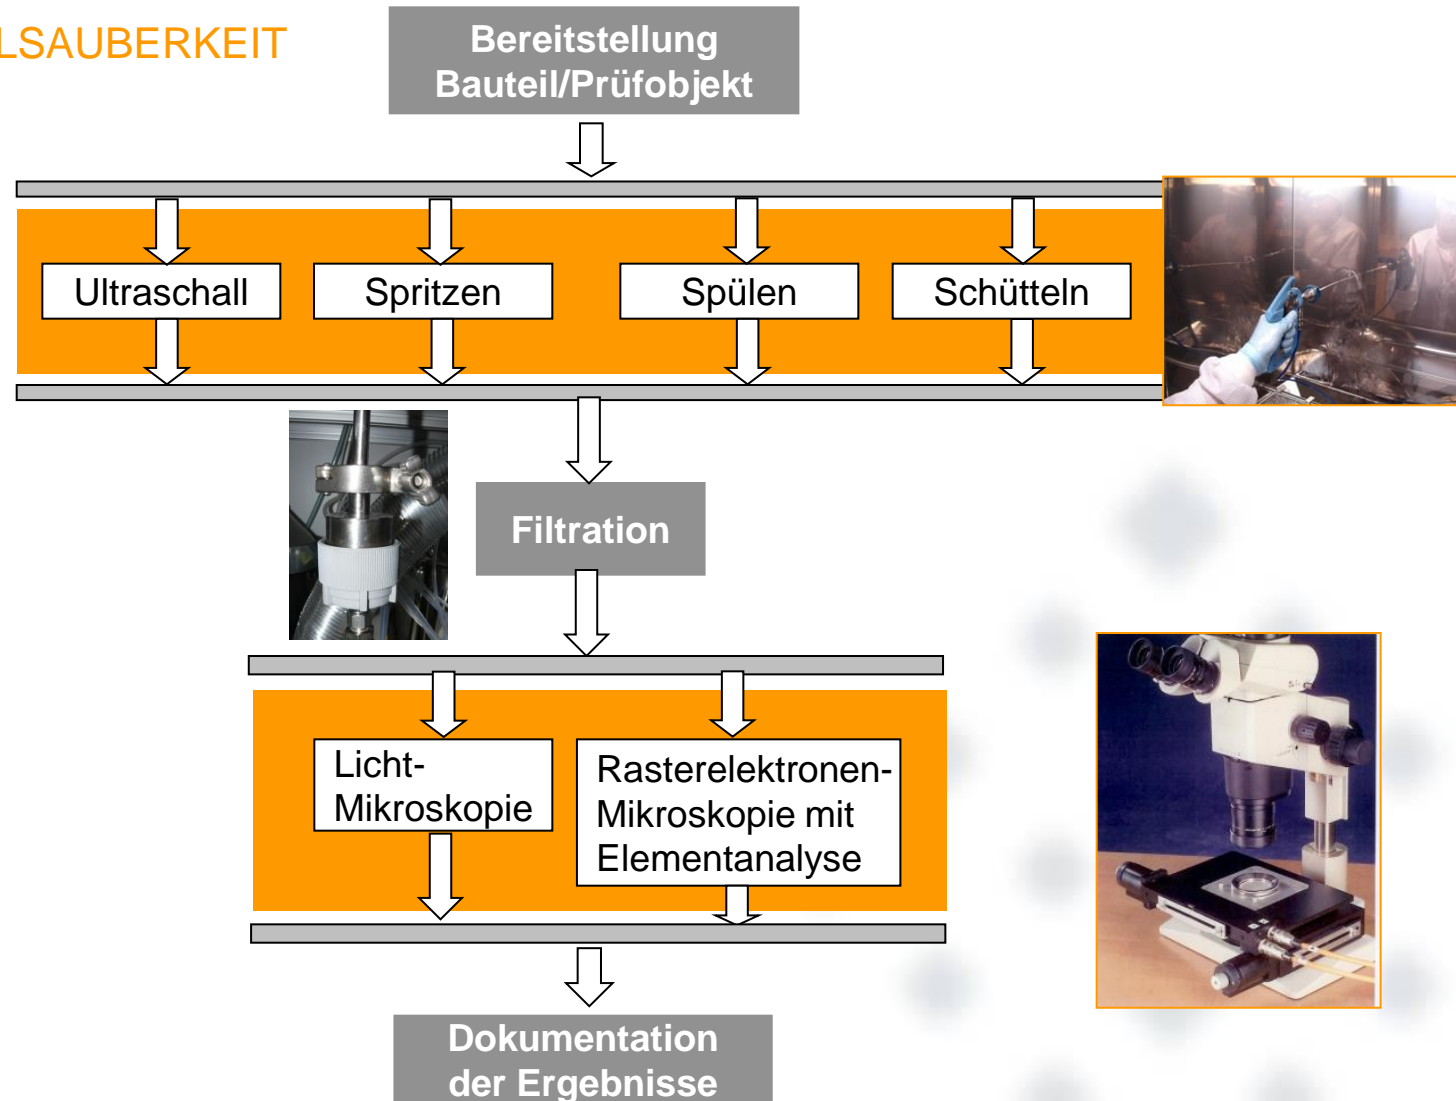 LSAUBERKEIT
Bereitstellung
Bauteil/Prüfobjekt
Ultraschall
Spritzen
Spülen
Schütteln
Filtration
Licht-
Mikroskopie
Rasterelektronen-
Mikroskopie mit
Elementanalyse
Dokumentation
der Ergebnisse